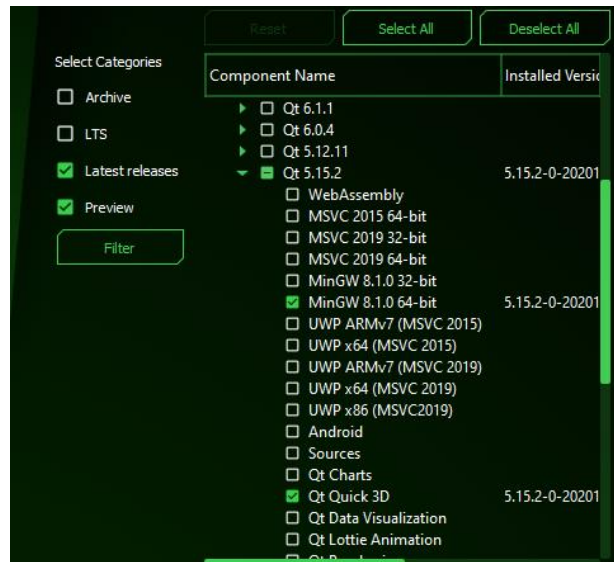 Reset Select All Deselect All
Select Categories
Archive
LTS
Latest releases
Preview
Filter
Component Name Installed Versio
Qt 6.1.1
Qt 6.0.4
Qt 5.12.11
Qt 5.15.2 5.15.2-0-20201
WebAssembly
MSVC 2015 64-bit
MSVC 2019 32-bit
MSVC 2019 64-bit
MinGW 8.1.0 32-bit
MinGW 8.1.0 64-bit 5.15.2-0-20201
UWP ARMv7 (MSVC 2015)
UWP x64 (MSVC 2015)
UWP ARMv7 (MSVC 2019)
UWP x64 (MSVC 2019)
UWP x86 (MSVC2019)
Android
Sources
Qt Charts
Qt Quick 3D 5.15.2-0-20201
Qt Data Visualization
Qt Lottie Animation